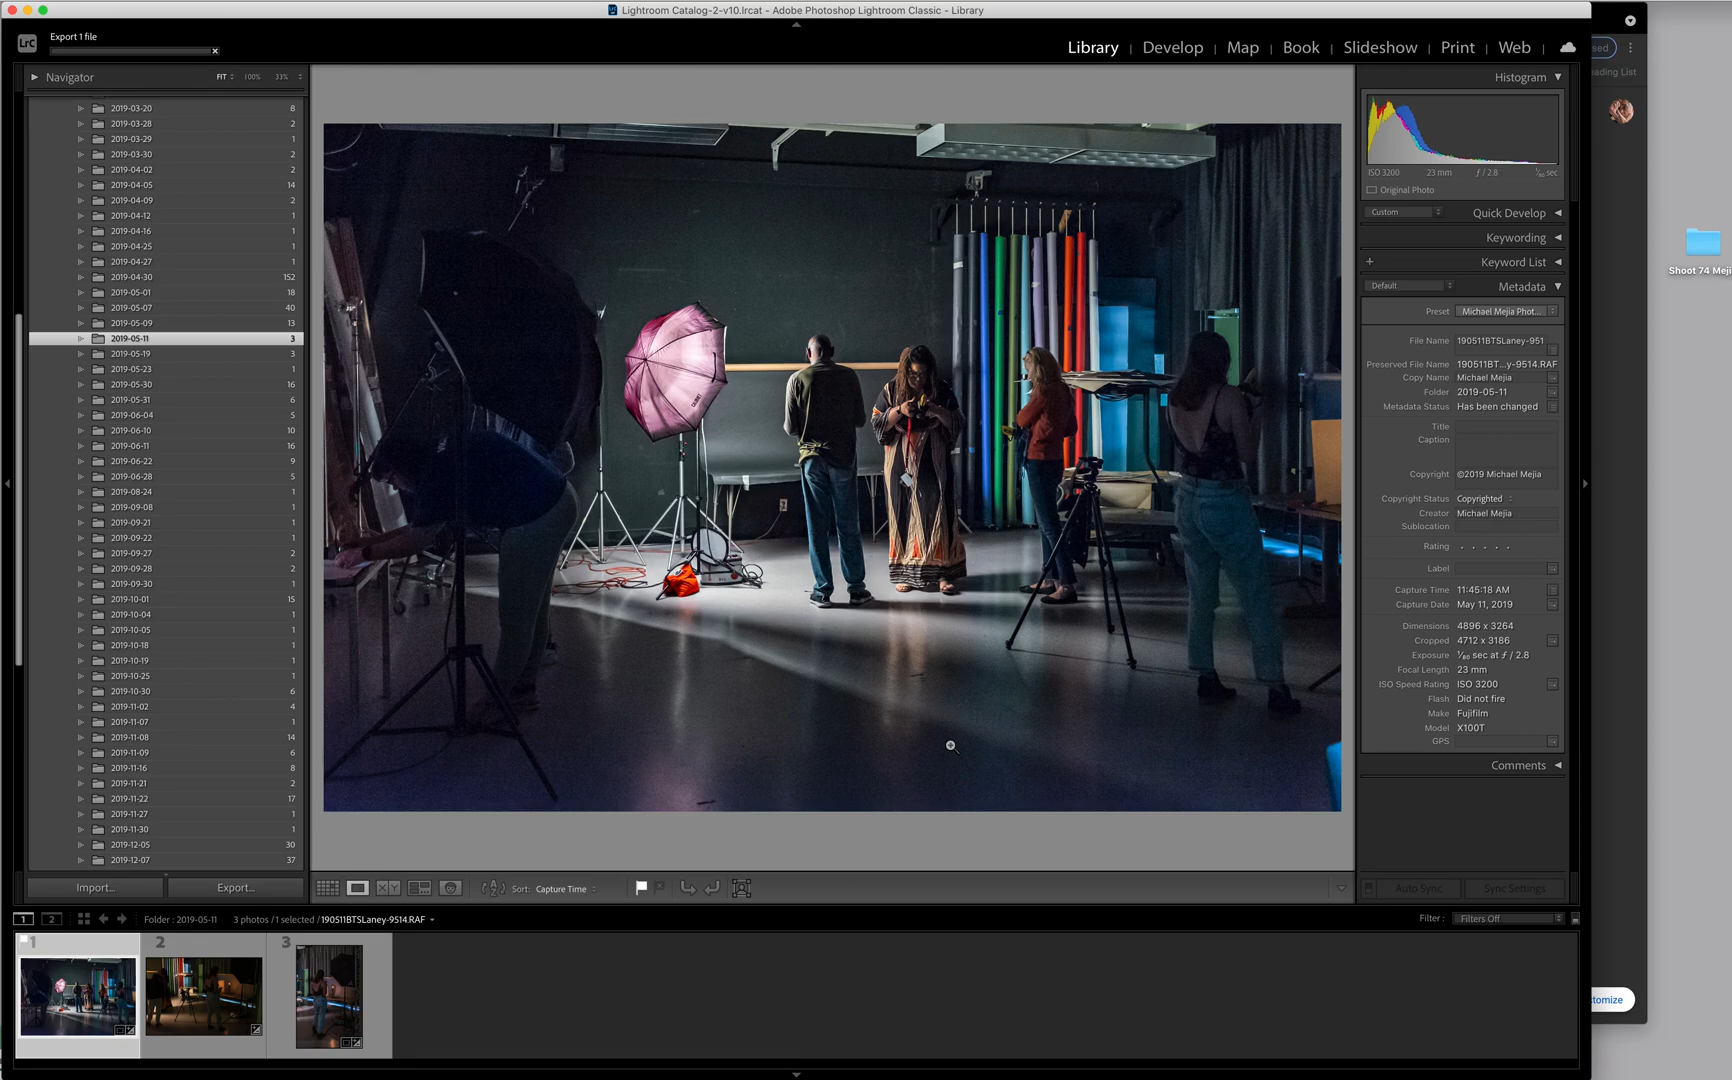 Lightroom Catalog-2-v10.lrcat - Adobe Photoshop Lightroom Classic - Library
LrC
Export 1 file
Library | Develop | Map | Book | Slideshow | Print | Web |
Navigator FIT 100% 33%
2019-03-20 8
2019-03-28 2
2019-03-29 1
2019-03-30 2
2019-04-02 2
2019-04-05 14
2019-04-09 2
2019-04-12 1
2019-04-16 1
2019-04-25 1
2019-04-27 1
2019-04-30 152
2019-05-01 18
2019-05-07 40
2019-05-09 13
2019-05-11 3
2019-05-19 3
2019-05-23 1
2019-05-30 16
2019-05-31 6
2019-06-04 5
2019-06-10 10
2019-06-11 16
2019-06-22 9
2019-06-28 5
2019-08-24 1
2019-09-08 1
2019-09-21 1
2019-09-22 1
2019-09-27 2
2019-09-28 2
2019-09-30 1
2019-10-01 15
2019-10-04 1
2019-10-05 1
2019-10-18 1
2019-10-19 1
2019-10-25 1
2019-10-30 6
2019-11-02 4
2019-11-07 1
2019-11-08 14
2019-11-09 6
2019-11-16 8
2019-11-21 2
2019-11-22 17
2019-11-27 1
2019-11-30 1
2019-12-05 30
2019-12-07 37
Import...
Export...
Histogram
ISO 3200 23 mm ƒ / 2.8 1/80 sec
Original Photo
Custom Quick Develop
Keywording
+ Keyword List
Default Metadata
Preset Michael Mejia Phot...
File Name 190511BTSLaney-951
Preserved File Name 190511BT...y-9514.RAF
Copy Name Michael Mejia
Folder 2019-05-11
Metadata Status Has been changed
Title
Caption
Copyright ©2019 Michael Mejia
Copyright Status Copyrighted
Creator Michael Mejia
Sublocation
Rating . . . . .
Label
Capture Time 11:45:18 AM
Capture Date May 11, 2019
Dimensions 4896 x 3264
Cropped 4712 x 3186
Exposure 1/80 sec at ƒ / 2.8
Focal Length 23 mm
ISO Speed Rating ISO 3200
Flash Did not fire
Make Fujifilm
Model X100T
GPS
Comments
Auto Sync
Sync Settings
Sort: Capture Time
1 2
Folder : 2019-05-11 3 photos / 1 selected / 190511BTSLaney-9514.RAF
Filter : Filters Off
1
2
3
sed
eading List
Shoot 74 Meji
tomize